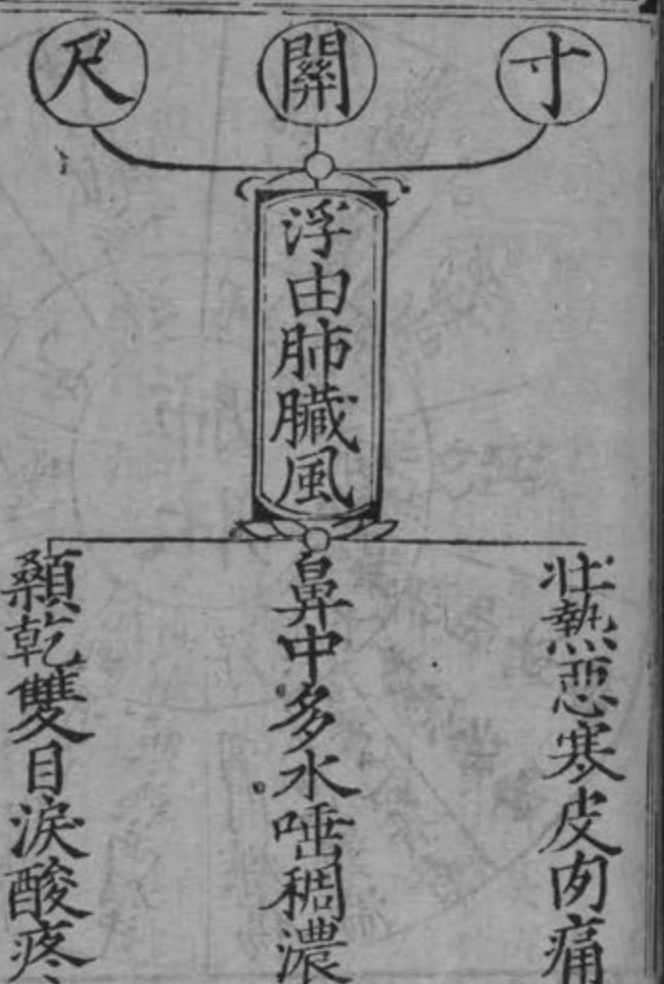 寸
關
尺
浮由肺臟風
壯熱惡寒皮肉痛
鼻中多水唾稠濃
顙乾雙目淚酸疼